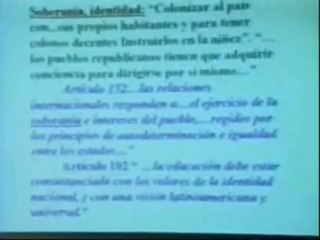 Soberanía, identidad: "Colonizar al país
con...sus propios habitantes y para tener
colonos decentes Instruirlos en la niñez". "...
los pueblos republicanos tienen que adquirir
conciencia para dirigirse por si mismo..."
Artículo 152...las relaciones
internacionales responden a....el ejercicio de la
soberanía e intereses del pueblo,...regidos por
los principios de autodeterminación e igualdad
entre los estados...."
Artículo 102 " ...la educación debe estar
consustanciada con los valores de la identidad
nacional, y con una visión latinoamericana y
universal."